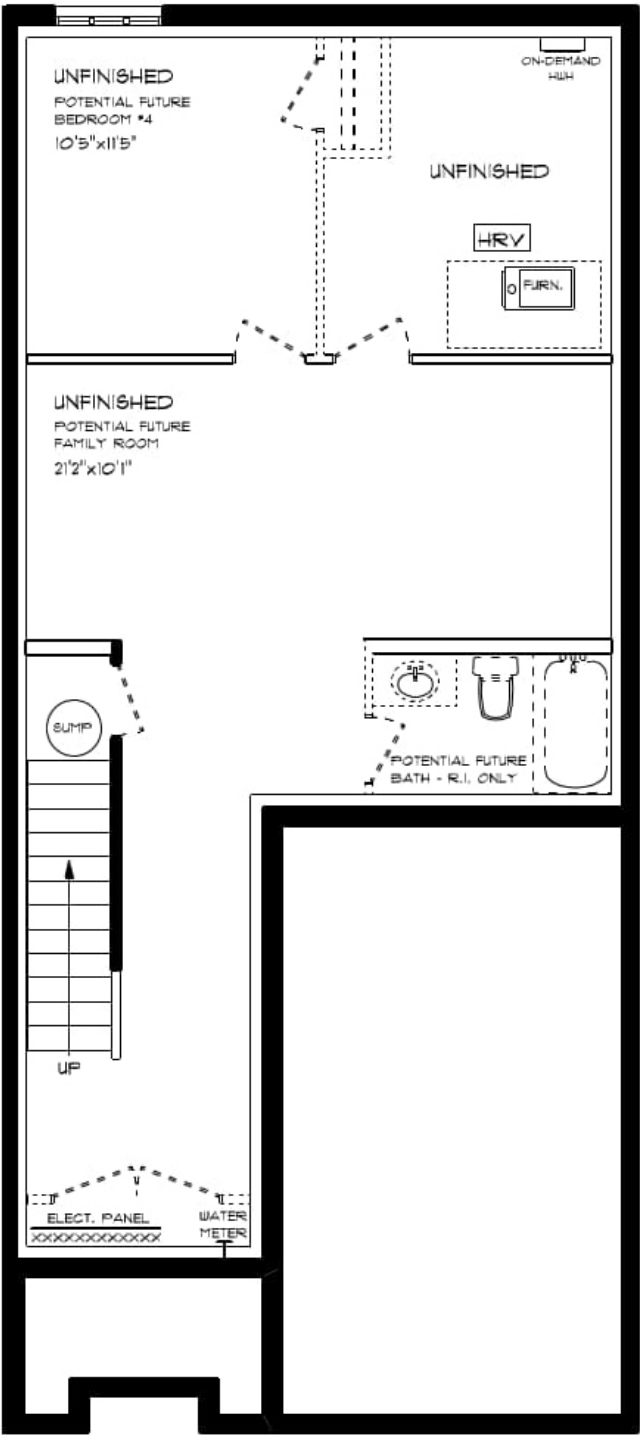 UNFINISHED
POTENTIAL FUTURE
BEDROOM #4
10'5"x11'5"
ON-DEMAND
HWH
UNFINISHED
HRV
FURN.
UNFINISHED
POTENTIAL FUTURE
FAMILY ROOM
21'2"x10'1"
SUMP
POTENTIAL FUTURE
BATH - R.I. ONLY
UP
ELECT. PANEL
WATER
METER